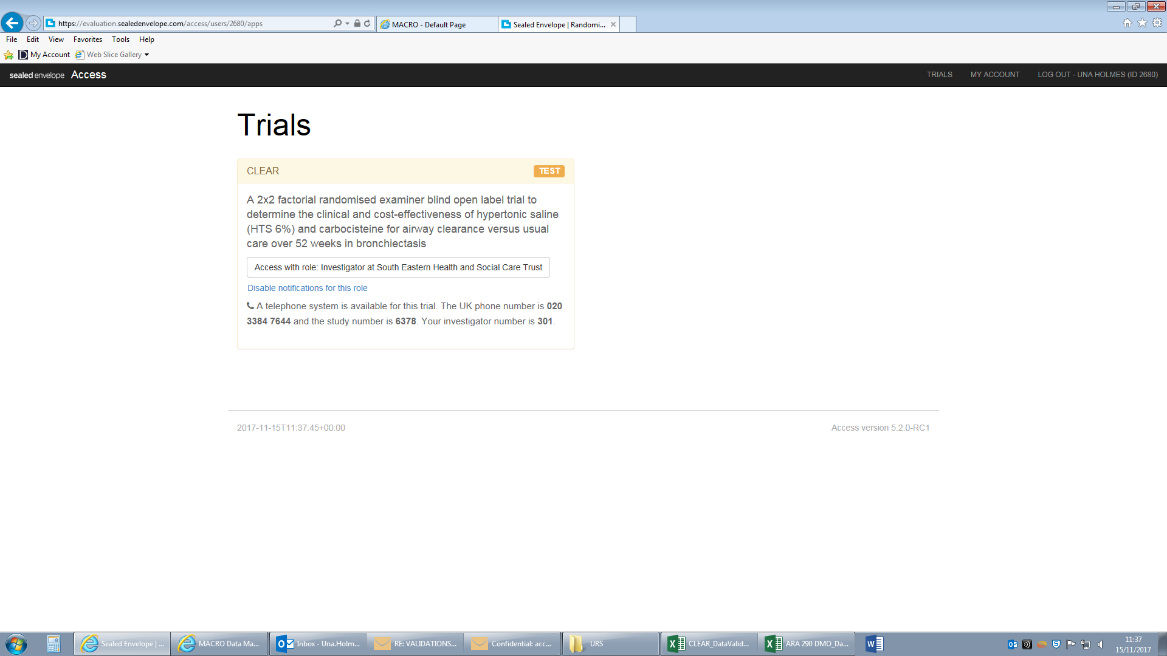 https://evaluation.sealedenvelope.com/access/users/2680/apps
MACRO - Default Page
Sealed Envelope | Randomi...
File Edit View Favorites Tools Help
My Account Web Slice Gallery
sealedenvelope Access
TRIALS MY ACCOUNT LOG OUT - UNA HOLMES (ID 2680)
Trials
CLEAR TEST
A 2x2 factorial randomised examiner blind open label trial to
determine the clinical and cost-effectiveness of hypertonic saline
(HTS 6%) and carbocisteine for airway clearance versus usual
care over 52 weeks in bronchiectasis
Access with role: Investigator at South Eastern Health and Social Care Trust
Disable notifications for this role
A telephone system is available for this trial. The UK phone number is 020
3384 7644 and the study number is 6378. Your investigator number is 301.
2017-11-15T11:37:45+00:00 Access version 5.2.0-RC1
Sealed Envelope | ... MACRO Data Ma... Inbox - Una.Holm... RE: VALIDATIONS... Confidential: acc... URS CLEAR_DataValid... ARA 290 DMO_Da...
11:37
15/11/2017